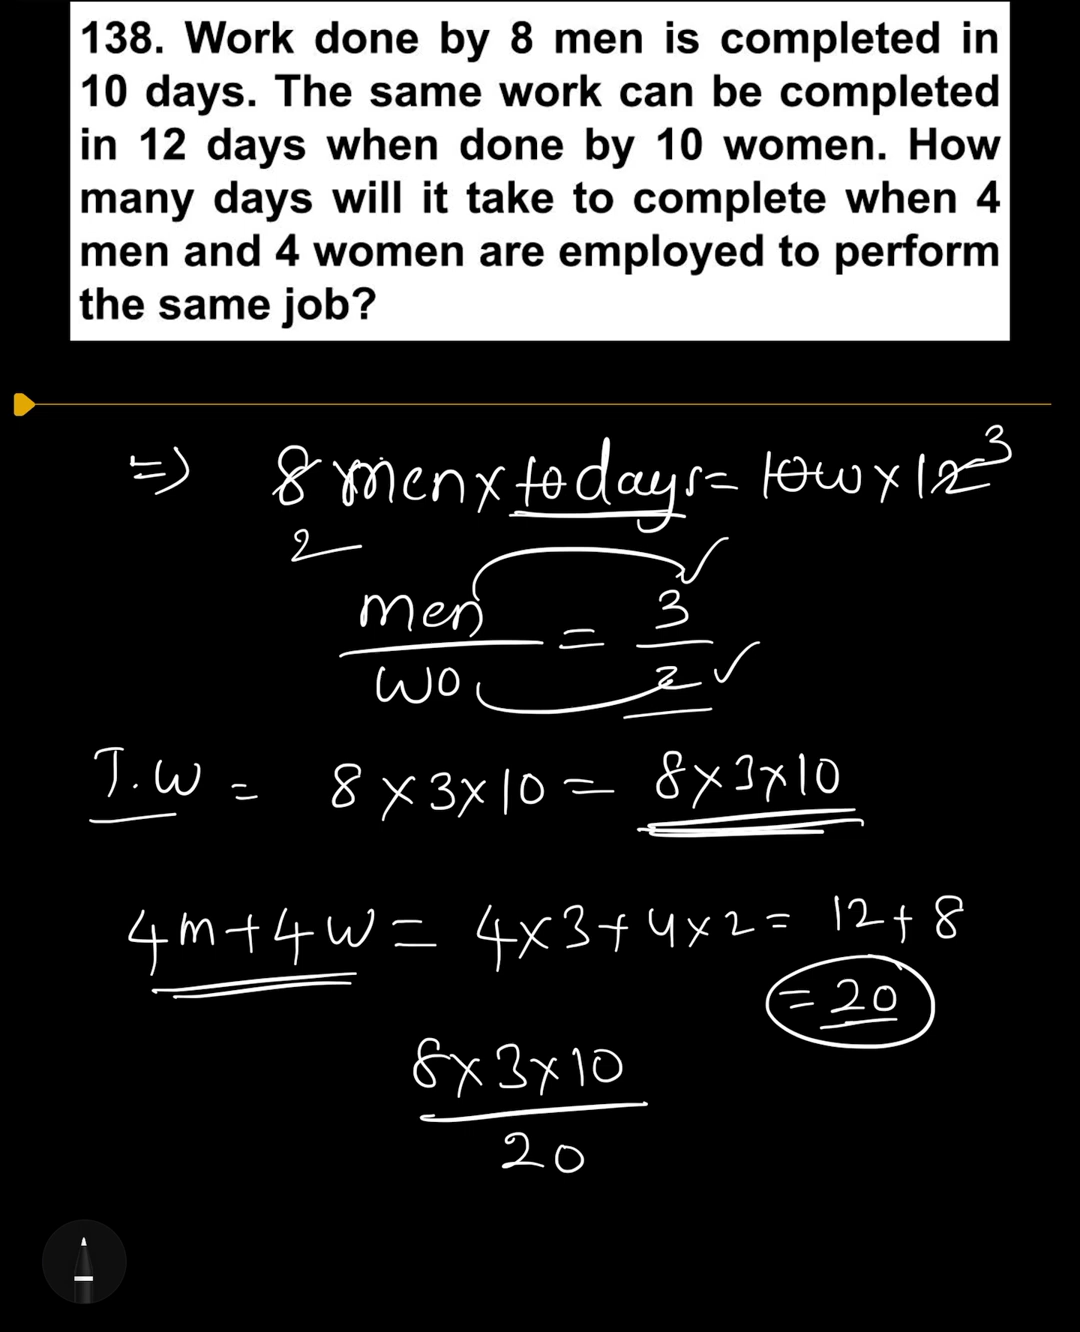 138. Work done by 8 men is completed in
10 days. The same work can be completed
in 12 days when done by 10 women. How
many days will it take to complete when 4
men and 4 women are employed to perform
the same job?
=> 8 men x 10 days = 10w x 12 3
2
men / wo = 3 / 2
T.W = 8 x 3 x 10 = 8 x 3 x 10
4m + 4w = 4 x 3 + 4 x 2 = 12 + 8
= 20
8 x 3 x 10
20